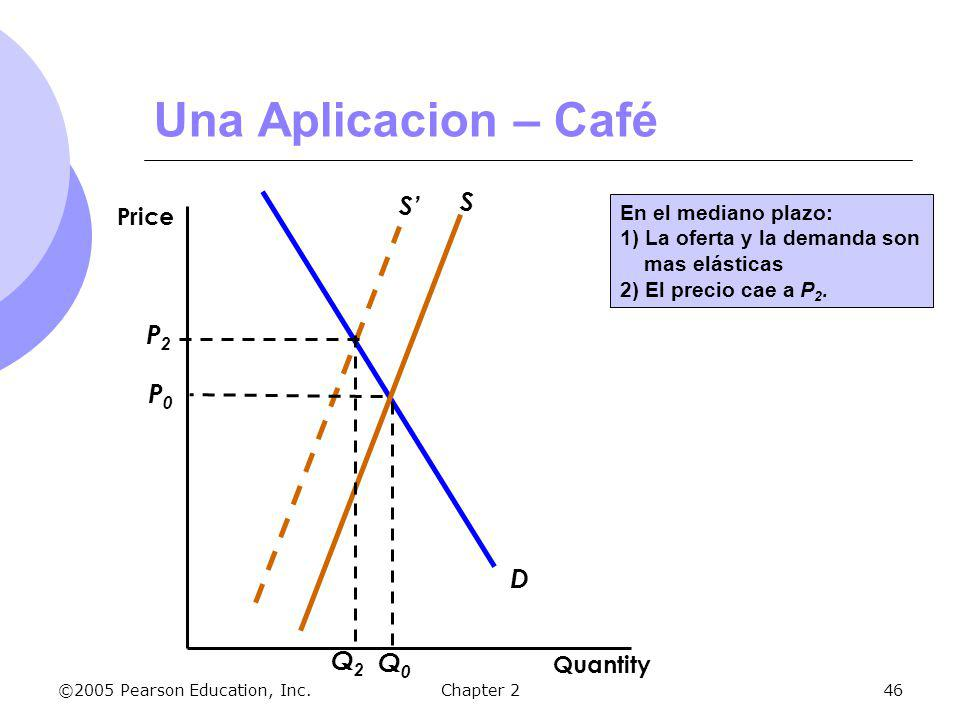 Una Aplicacion – Café
Price
S’
S
En el mediano plazo:
1) La oferta y la demanda son
mas elásticas
2) El precio cae a P2.
P2
P0
D
Q2
Q0
Quantity
©2005 Pearson Education, Inc.
Chapter 2
46